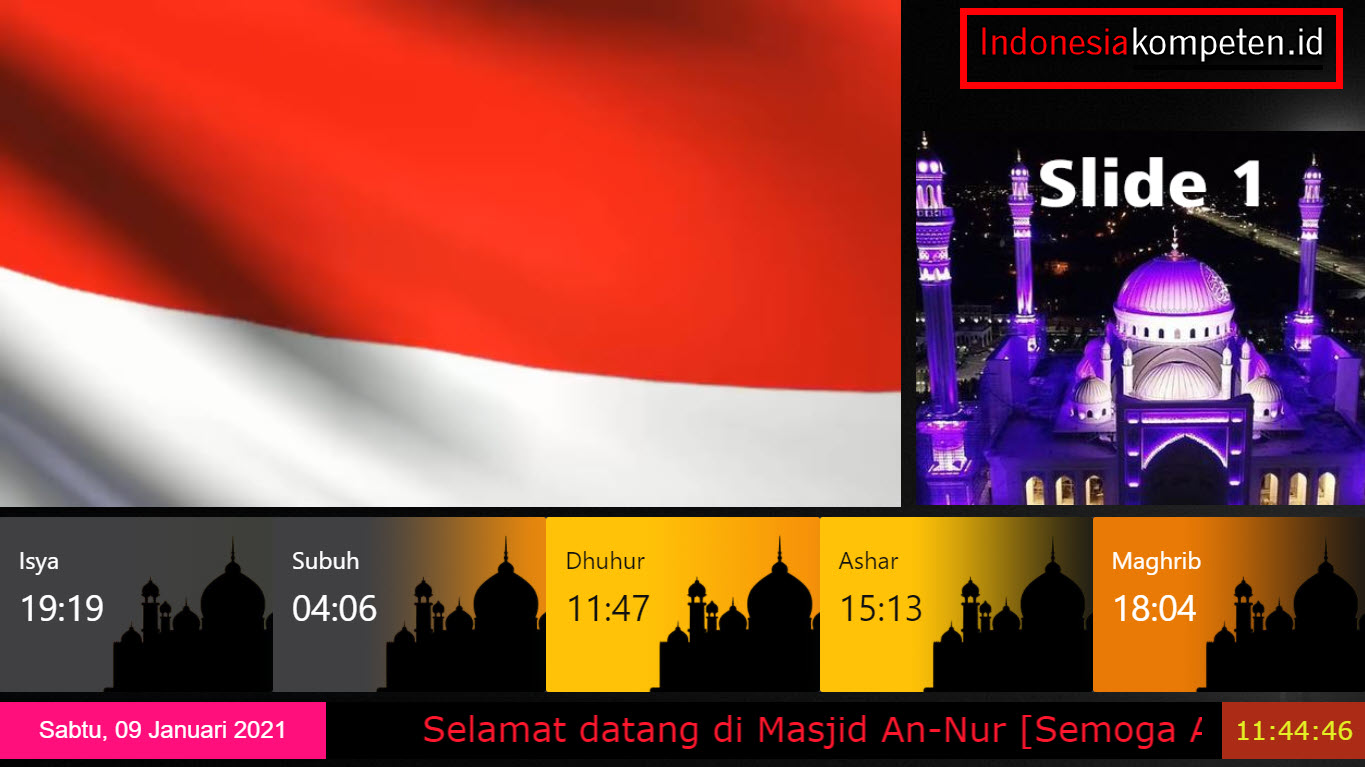 Indonesiakompeten.id
Slide 1
Isya
19:19
Subuh
04:06
Dhuhur
11:47
Ashar
15:13
Maghrib
18:04
Sabtu, 09 Januari 2021
Selamat datang di Masjid An-Nur [Semoga
11:44:46